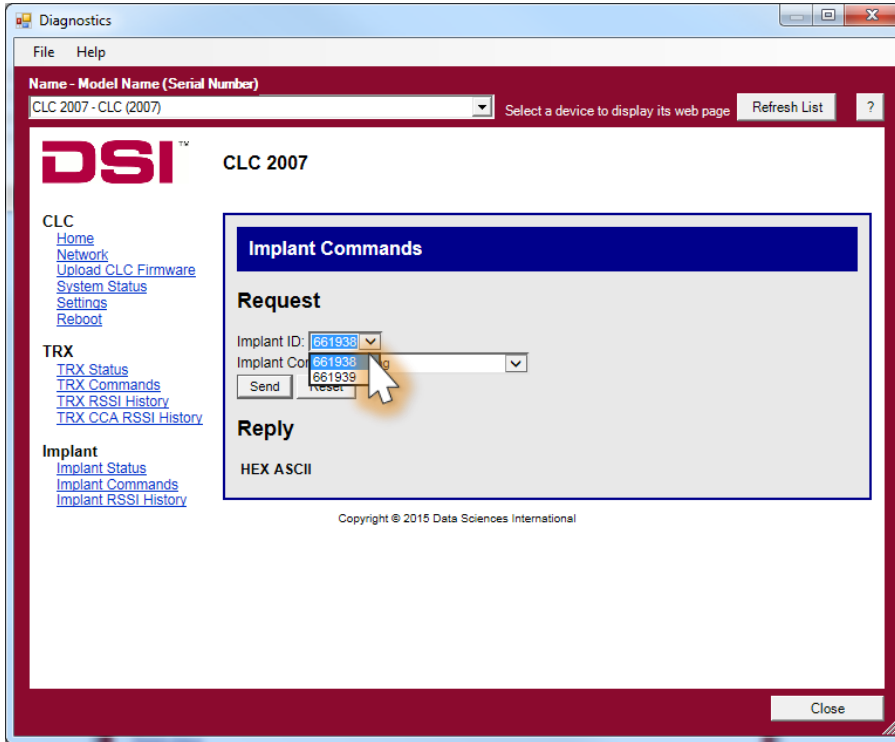 Diagnostics
File Help
Name - Model Name (Serial Number)
CLC 2007 - CLC (2007) Select a device to display its web page Refresh List ?
DSI™ CLC 2007
CLC
Home
Network
Upload CLC Firmware
System Status
Settings
Reboot
TRX
TRX Status
TRX Commands
TRX RSSI History
TRX CCA RSSI History
Implant
Implant Status
Implant Commands
Implant RSSI History
Implant Commands
Request
Implant ID: 661938
661938
661939
Implant
Send Reset
Reply
HEX ASCII
Copyright © 2015 Data Sciences International
Close